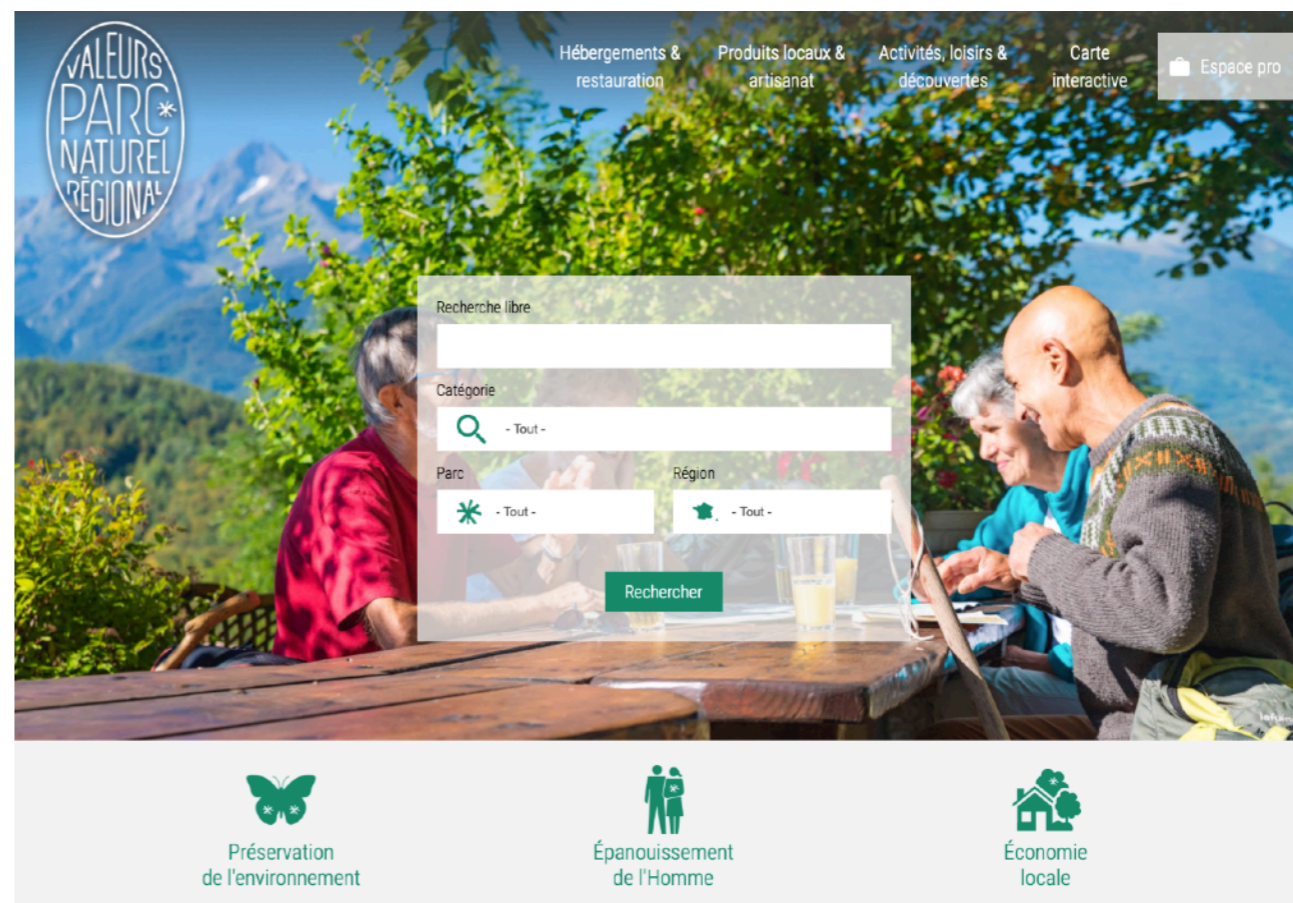 VALEURS
PARC
NATUREL
RÉGIONAL
Hébergements &
restauration
Produits locaux &
artisanat
Activités, loisirs &
découvertes
Carte
interactive
Espace pro
Recherche libre
Catégorie
- Tout -
Parc
Région
- Tout -
- Tout -
Rechercher
Préservation
de l'environnement
Épanouissement
de l'Homme
Économie
locale